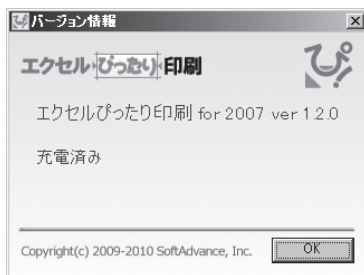 バージョン情報
エクセルぴったり印刷
エクセルぴったり印刷 for 2007 ver 1.2.0
充電済み
Copyright(c) 2009-2010 SoftAdvance, Inc.
OK